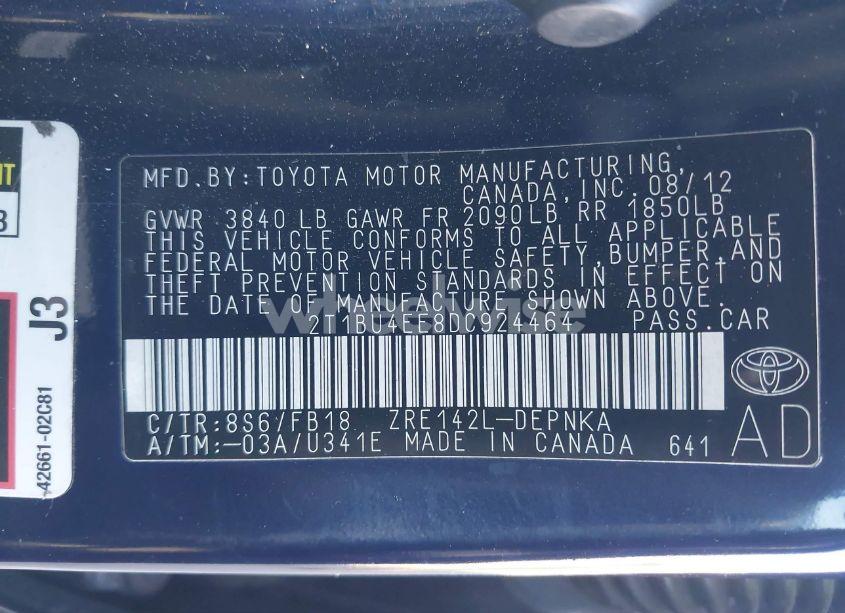 MFD.BY:TOYOTA MOTOR MANUFACTURING,
CANADA,INC.08/12
GVWR 3840LB GAWR FR 2090LB RR 1850LB
THIS VEHICLE CONFORMS TO ALL APPLICABLE
FEDERAL MOTOR VEHICLE SAFETY,BUMPER,AND
THEFT PREVENTION STANDARDS IN EFFECT ON
THE DATE OF MANUFACTURE SHOWN ABOVE.
2T1BU4EE8DC924464 PASS.CAR
C/TR:8S6/FB18 ZRE142L-DEPNKA
A/TM:-03A/U341E MADE IN CANADA 641
AD
J3
42661-02C81
wheelwise